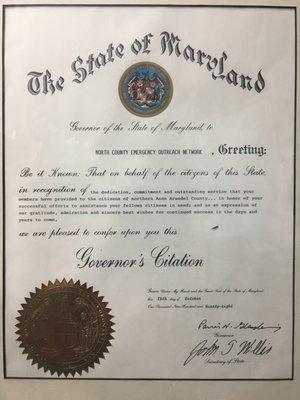 The State of Maryland
Governor of the State of Maryland, to
NORTH COUNTY EMERGENCY OUTREACH NETWORK , Greeting:
Be it Known: That on behalf of the citizens of this State,
in recognition of the dedication, commitment and outstanding service that your
members have provided to the citizens of northern Anne Arundel County... in honor of your
successful efforts to assistance your fellows citizens in need; and as an expression of
our gratitude, admiration and sincere best wishes for continued success in the days and
years to come,
we are pleased to confer upon you this
Governor's Citation
Given Under My Hand and the Great Seal of the State of Maryland,
this 15th day of October
One Thousand Nine Hundred and Ninety-eight
Parris N. Glendening
Governor
John T. Willis
Secretary of State